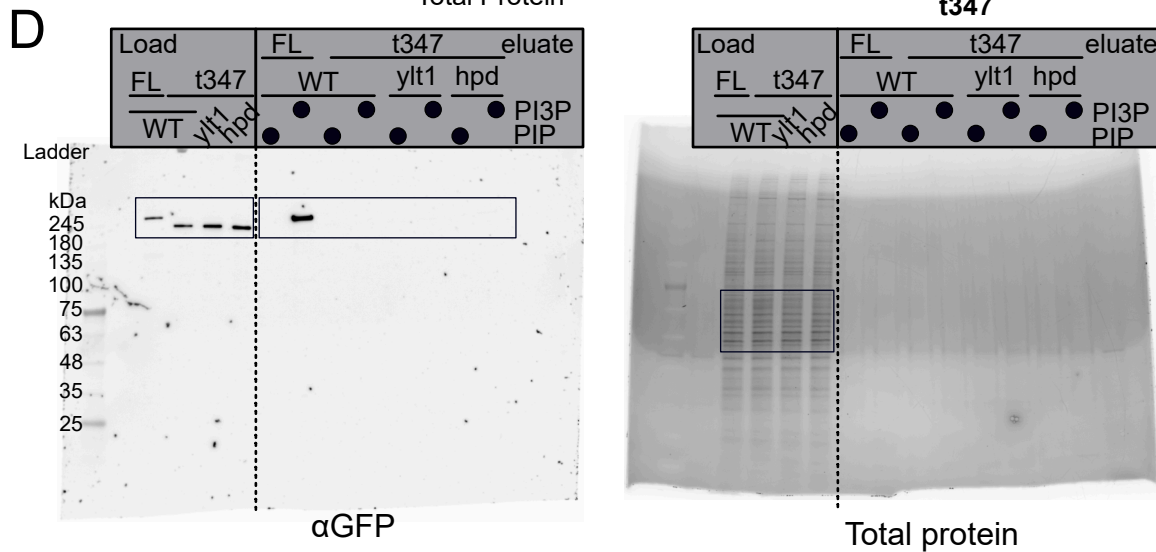 Total Protein
t347
D
Load FL t347 eluate
FL t347 WT ylt1 hpd
WT ylt1 hpd PI3P
PIP
Ladder
kDa
245
180
135
100
75
63
48
35
25
αGFP
Load FL t347 eluate
FL t347 WT ylt1 hpd
WT ylt1 hpd PI3P
PIP
Total protein